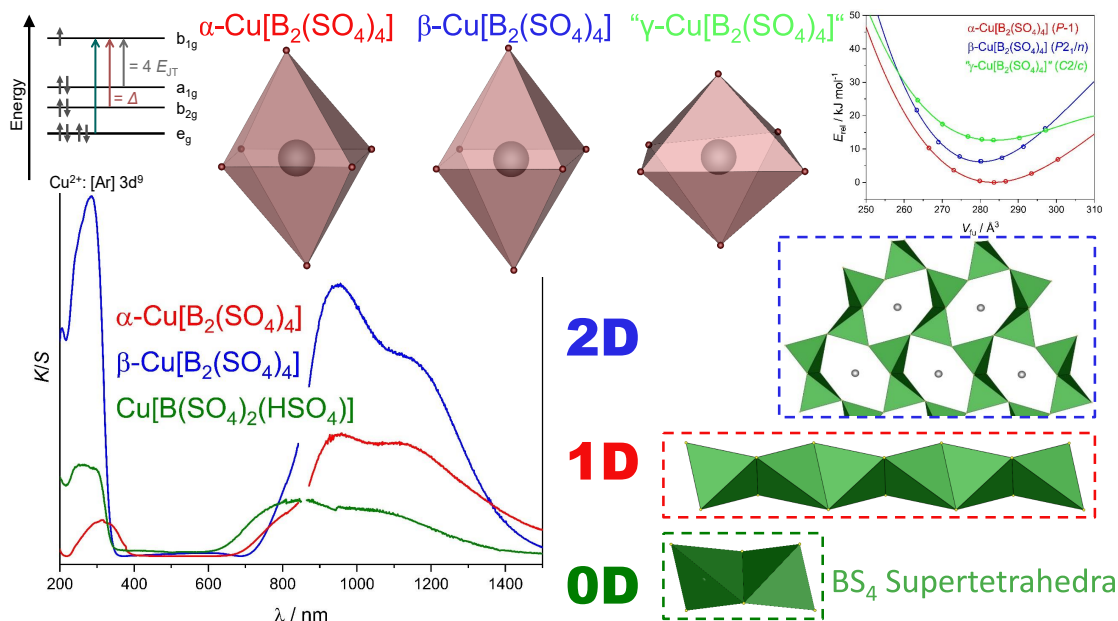 α-Cu[B₂(SO₄)₄]
β-Cu[B₂(SO₄)₄]
"γ-Cu[B₂(SO₄)₄]"
Energy
b₁g
= 4 E_JT
a₁g
= Δ
b₂g
e_g
Cu²⁺: [Ar] 3d⁹
50
40
30
20
10
0
E_rel / kJ mol⁻¹
α-Cu[B₂(SO₄)₄] (P-1)
β-Cu[B₂(SO₄)₄] (P2₁/n)
"γ-Cu[B₂(SO₄)₄]" (C2/c)
250
260
270
280
290
300
310
V_fu / Å³
K/S
α-Cu[B₂(SO₄)₄]
β-Cu[B₂(SO₄)₄]
Cu[B(SO₄)₂(HSO₄)]
200
400
600
800
1000
1200
1400
λ / nm
2D
1D
0D
BS₄ Supertetrahedra